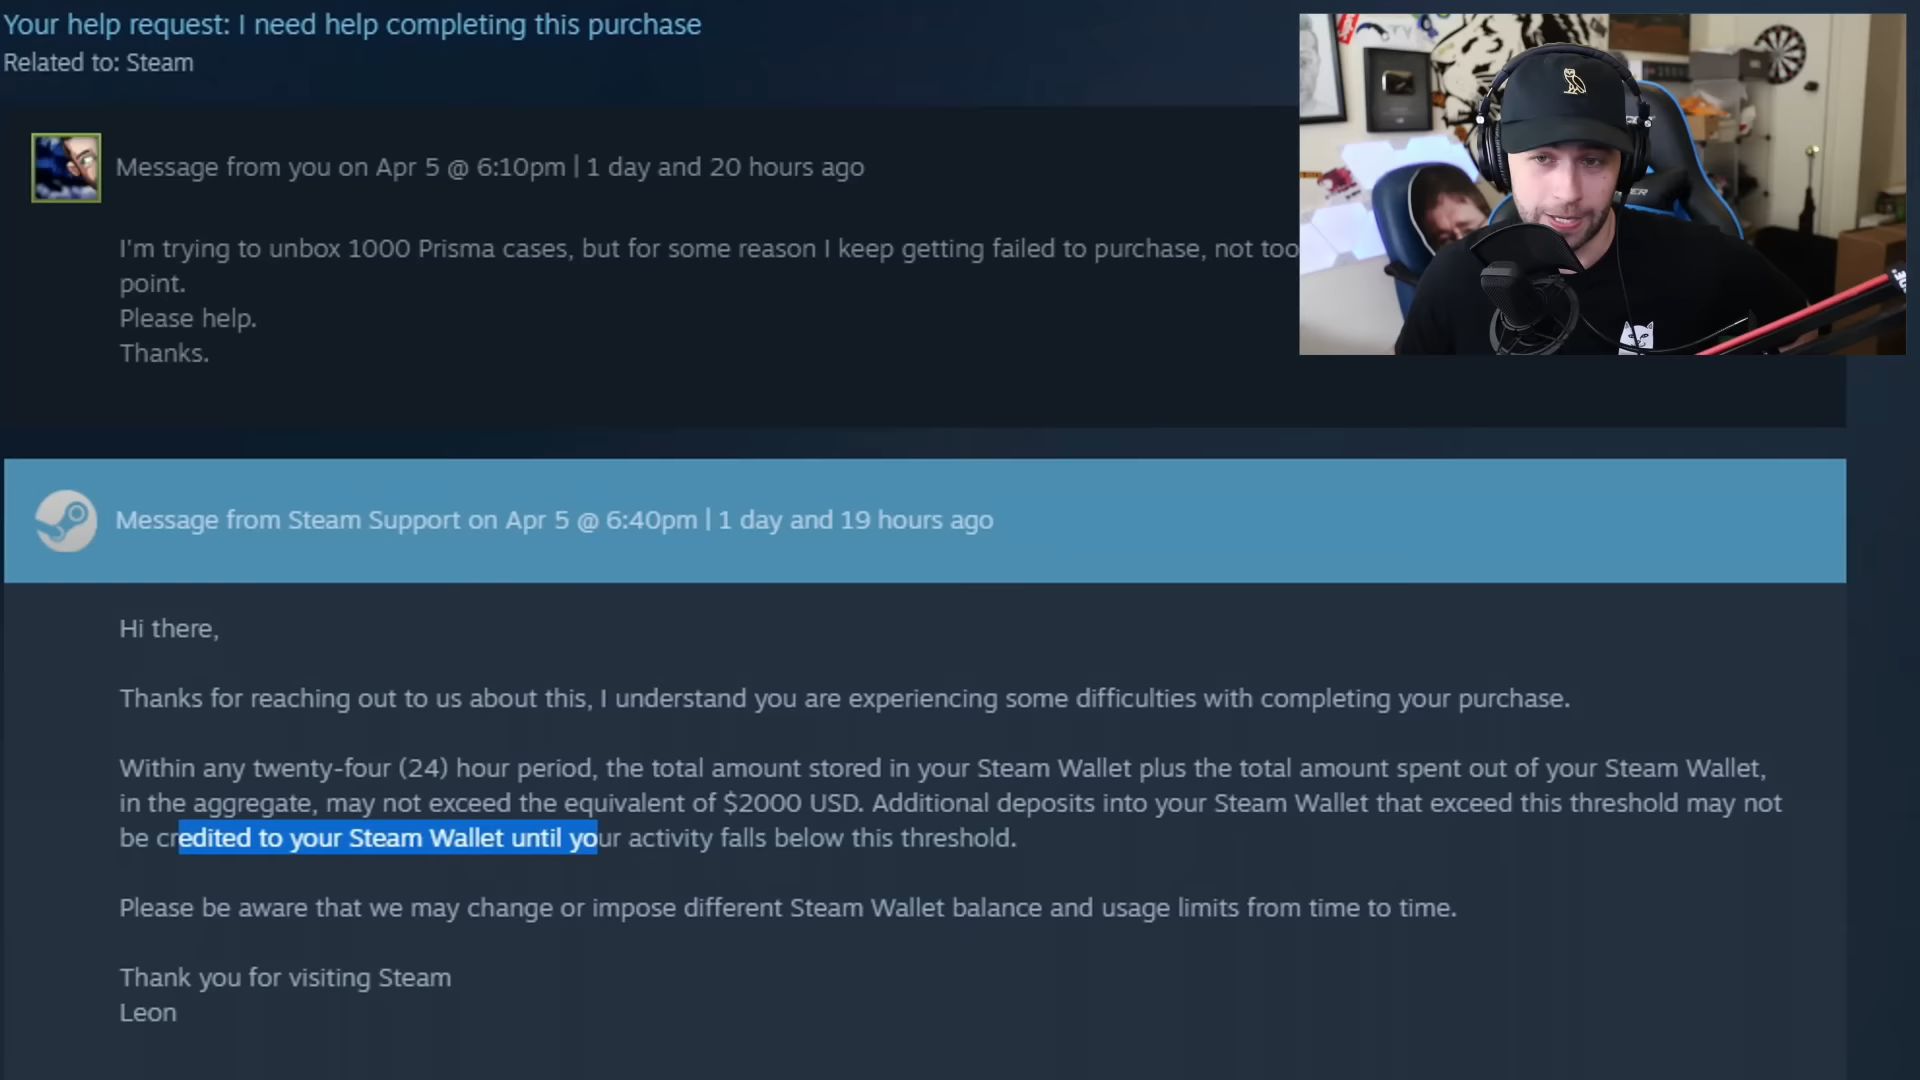 Your help request: I need help completing this purchase
Related to: Steam
Message from you on Apr 5 @ 6:10pm | 1 day and 20 hours ago
I'm trying to unbox 1000 Prisma cases, but for some reason I keep getting failed to purchase, not too
point.
Please help.
Thanks.
Message from Steam Support on Apr 5 @ 6:40pm | 1 day and 19 hours ago
Hi there,
Thanks for reaching out to us about this, I understand you are experiencing some difficulties with completing your purchase.
Within any twenty-four (24) hour period, the total amount stored in your Steam Wallet plus the total amount spent out of your Steam Wallet,
in the aggregate, may not exceed the equivalent of $2000 USD. Additional deposits into your Steam Wallet that exceed this threshold may not
be credited to your Steam Wallet until your activity falls below this threshold.
Please be aware that we may change or impose different Steam Wallet balance and usage limits from time to time.
Thank you for visiting Steam
Leon